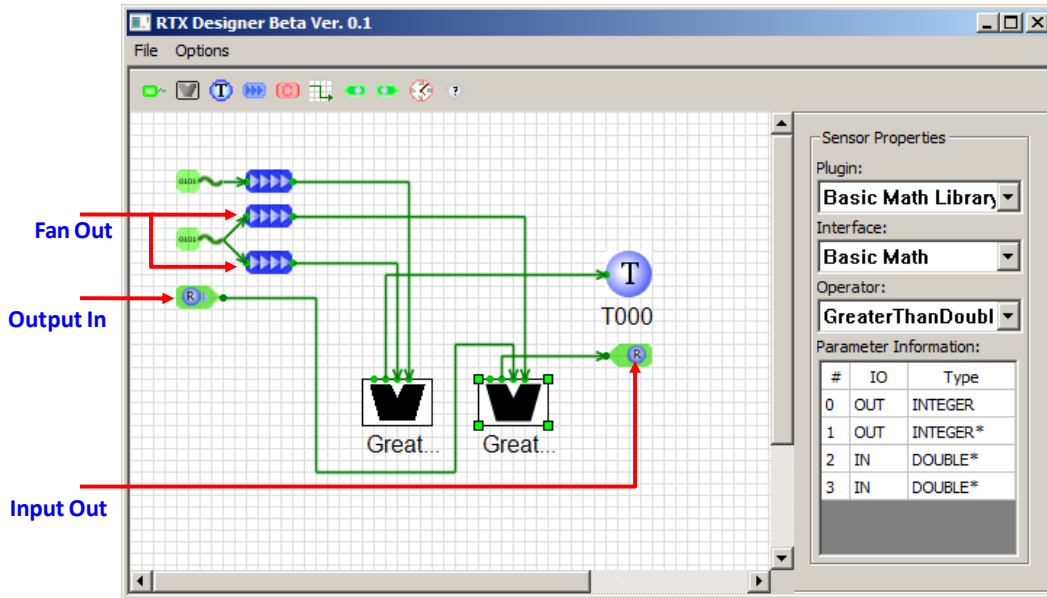 RTX Designer Beta Ver. 0.1
File Options
T C ?
Sensor Properties
Plugin:
Basic Math Library
Interface:
Basic Math
Operator:
GreaterThanDoubl
Parameter Information:
# IO Type
0 OUT INTEGER
1 OUT INTEGER*
2 IN DOUBLE*
3 IN DOUBLE*
0101
Fan Out
0101
T
T000
R
Output In
R
Great... Great...
Input Out